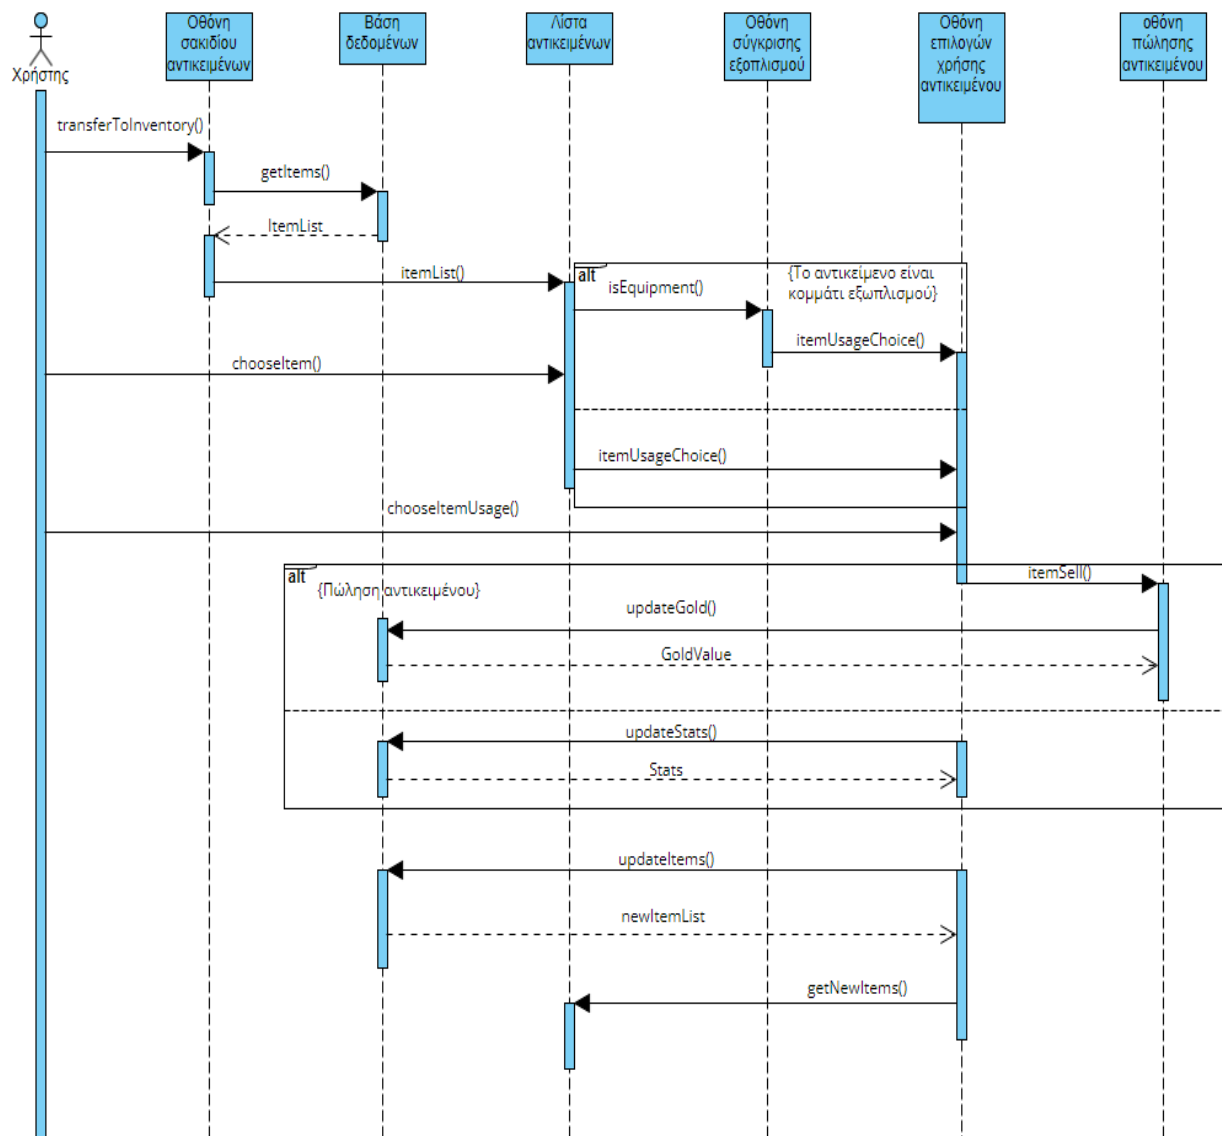 Χρήστης
Οθόνη
σακιδίου
αντικειμένων
Βάση
δεδομένων
Λίστα
αντικειμένων
Οθόνη
σύγκρισης
εξοπλισμού
Οθόνη
επιλογών
χρήσης
αντικειμένου
οθόνη
πώλησης
αντικειμένου
transferToInventory()
getItems()
ItemList
itemList()
alt
{Το αντικείμενο είναι
κομμάτι εξωπλισμού}
isEquipment()
itemUsageChoice()
chooseItem()
itemUsageChoice()
chooseItemUsage()
alt
{Πώληση αντικειμένου}
itemSell()
updateGold()
GoldValue
updateStats()
Stats
updateItems()
newItemList
getNewItems()